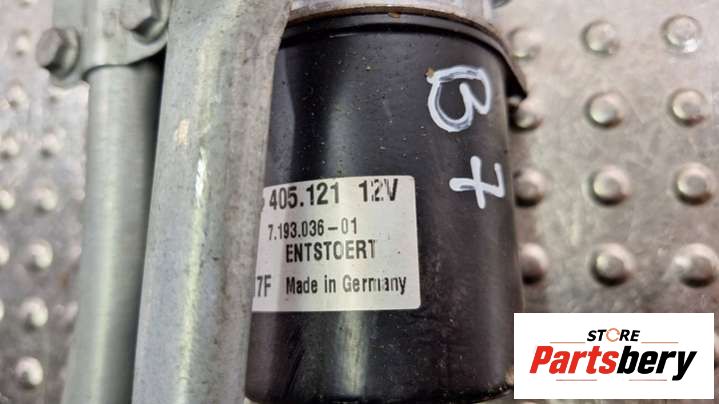 B7
405.121 12V
7.193.036-01
ENTSTOERT
7F Made in Germany
STORE
Partsbery